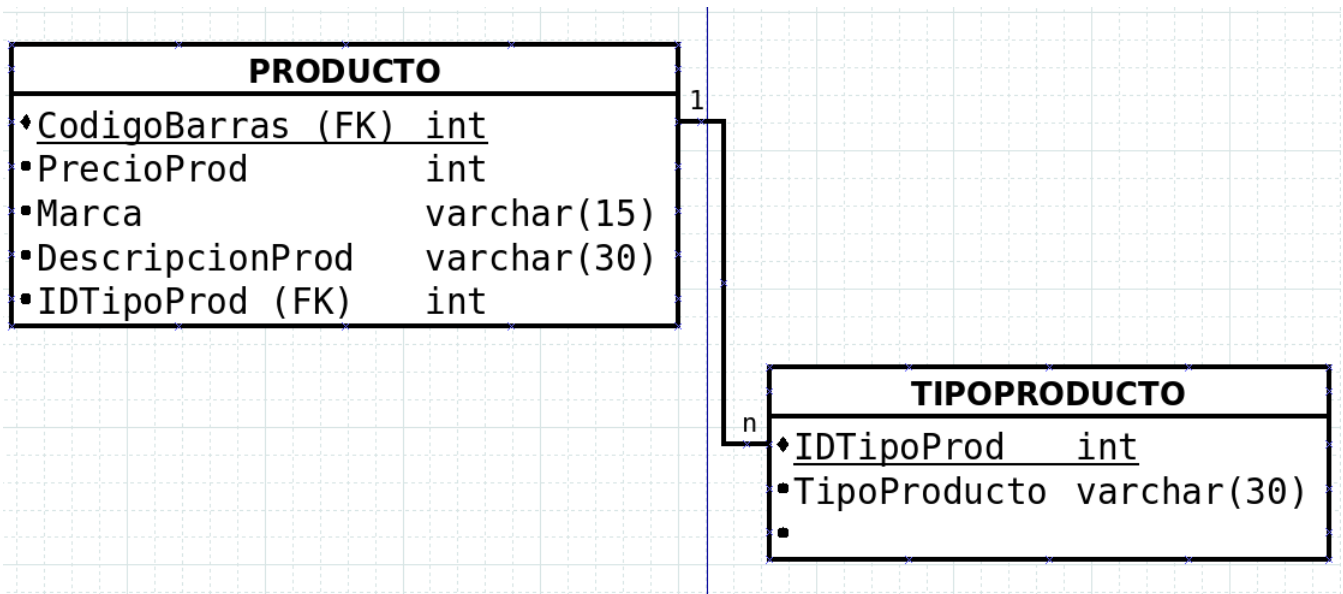 PRODUCTO
1
CodigoBarras (FK) int
PrecioProd int
Marca varchar(15)
DescripcionProd varchar(30)
IDTipoProd (FK) int
TIPOPRODUCTO
n
IDTipoProd int
TipoProducto varchar(30)